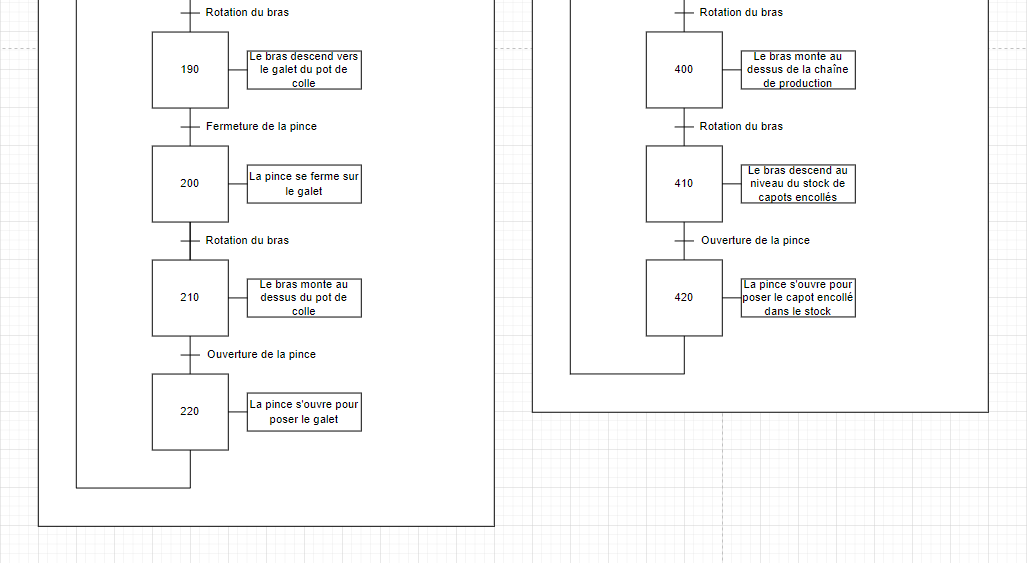 Rotation du bras
190
Le bras descend vers
le galet du pot de
colle
Fermeture de la pince
200
La pince se ferme sur
le galet
Rotation du bras
210
Le bras monte au
dessus du pot de
colle
Ouverture de la pince
220
La pince s'ouvre pour
poser le galet
Rotation du bras
400
Le bras monte au
dessus de la chaîne
de production
Rotation du bras
410
Le bras descend au
niveau du stock de
capots encollés
Ouverture de la pince
420
La pince s'ouvre pour
poser le capot encollé
dans le stock